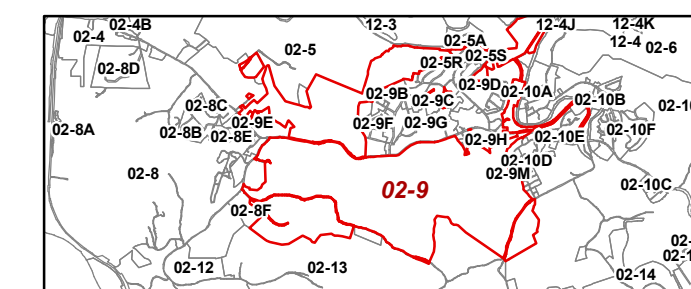 02-4B
12-3
12-4J
12-4K
02-4
02-5
02-5A
12-4
02-6
02-5S
02-5R
02-8D
02-9D
02-10A
02-9B
02-9C
02-10B
02-8C
02-9E
02-9F
02-9G
02-8A
02-8B
02-8E
02-9H
02-10E
02-10F
02-10D
02-8
02-9M
02-9
02-10C
02-8F
02-12
02-13
02-14